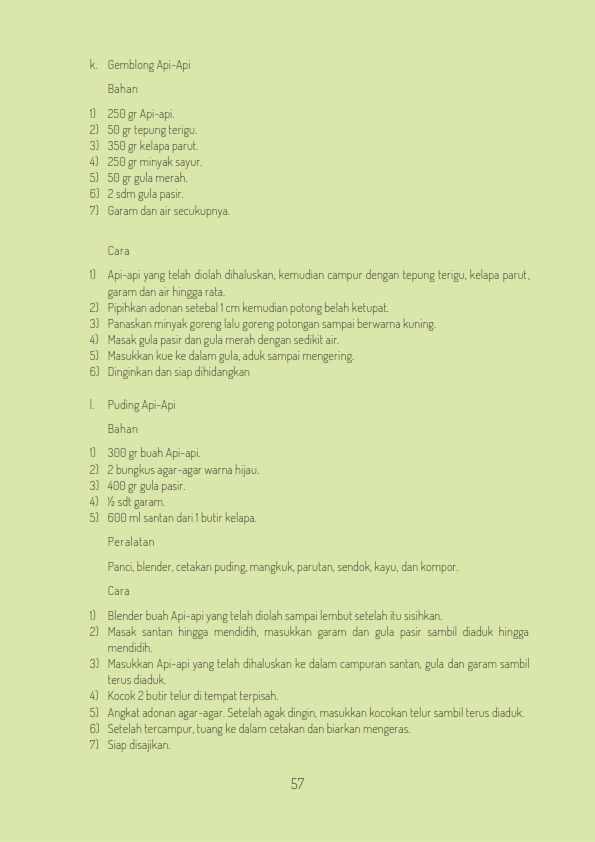 k. Gemblong Api-Api
Bahan
1) 250 gr Api-api.
2) 50 gr tepung terigu.
3) 350 gr kelapa parut.
4) 250 gr minyak sayur.
5) 50 gr gula merah.
6) 2 sdm gula pasir.
7) Garam dan air secukupnya.
Cara
1) Api-api yang telah diolah dihaluskan, kemudian campur dengan tepung terigu, kelapa parut,
garam dan air hingga rata.
2) Pipihkan adonan setebal 1 cm kemudian potong belah ketupat.
3) Panaskan minyak goreng lalu goreng potongan sampai berwarna kuning.
4) Masak gula pasir dan gula merah dengan sedikit air.
5) Masukkan kue ke dalam gula, aduk sampai mengering.
6) Dinginkan dan siap dihidangkan
l. Puding Api-Api
Bahan
1) 300 gr buah Api-api.
2) 2 bungkus agar-agar warna hijau.
3) 400 gr gula pasir.
4) ½ sdt garam.
5) 600 ml santan dari 1 butir kelapa.
Peralatan
Panci, blender, cetakan puding, mangkuk, parutan, sendok, kayu, dan kompor.
Cara
1) Blender buah Api-api yang telah diolah sampai lembut setelah itu sisihkan.
2) Masak santan hingga mendidih, masukkan garam dan gula pasir sambil diaduk hingga
mendidih.
3) Masukkan Api-api yang telah dihaluskan ke dalam campuran santan, gula dan garam sambil
terus diaduk.
4) Kocok 2 butir telur di tempat terpisah.
5) Angkat adonan agar-agar. Setelah agak dingin, masukkan kocokan telur sambil terus diaduk.
6) Setelah tercampur, tuang ke dalam cetakan dan biarkan mengeras.
7) Siap disajikan.
57